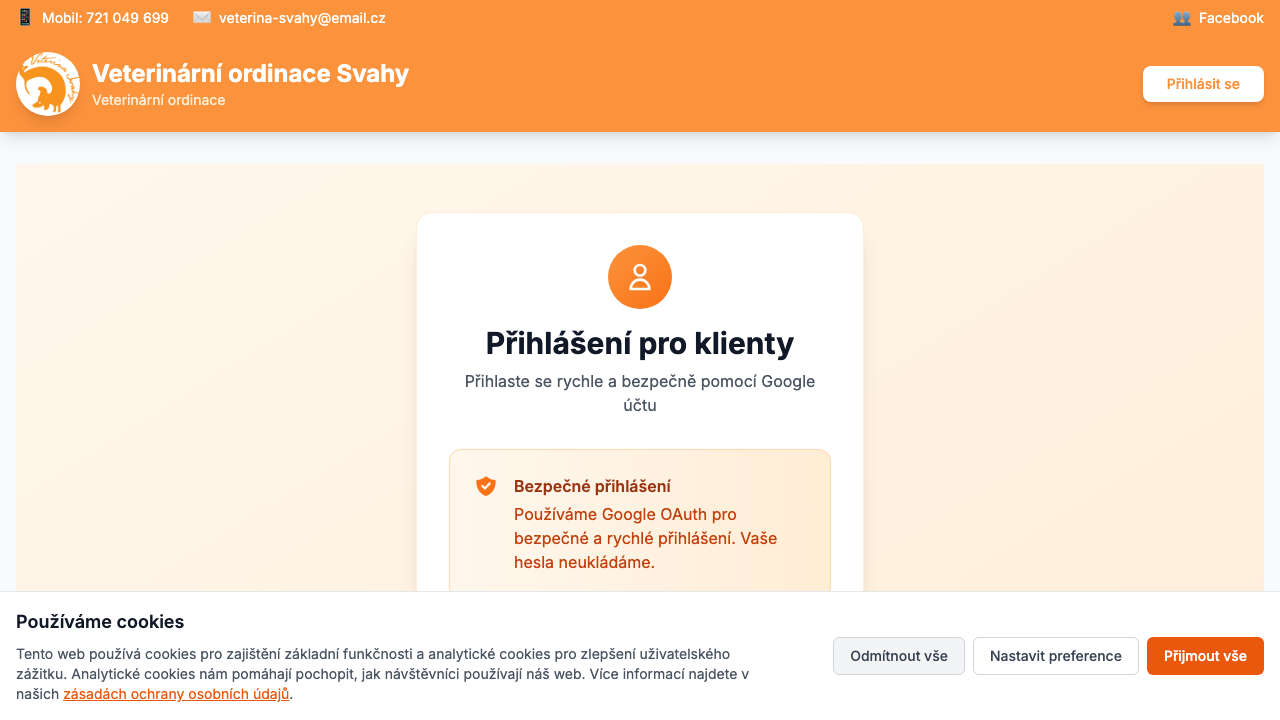 Mobil: 721 049 699
veterina-svahy@email.cz
Facebook
Veterinární ordinace Svahy
Veterinární ordinace
Přihlásit se
Přihlášení pro klienty
Přihlaste se rychle a bezpečně pomocí Google
účtu
Bezpečné přihlášení
Používáme Google OAuth pro
bezpečné a rychlé přihlášení. Vaše
hesla neukládáme.
Používáme cookies
Tento web používá cookies pro zajištění základní funkčnosti a analytické cookies pro zlepšení uživatelského
zážitku. Analytické cookies nám pomáhají pochopit, jak návštěvníci používají náš web. Více informací najdete v
našich zásadách ochrany osobních údajů.
Odmítnout vše
Nastavit preference
Přijmout vše